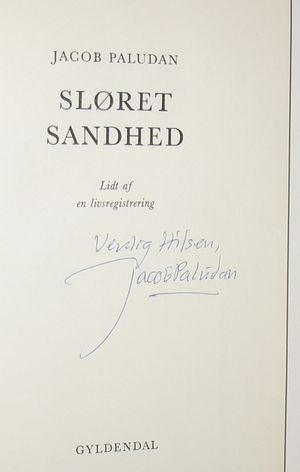 JACOB PALUDAN
SLØRET
SANDHED
Lidt af
en livsregistrering
Venlig Hilsen,
Jacob Paludan
GYLDENDAL